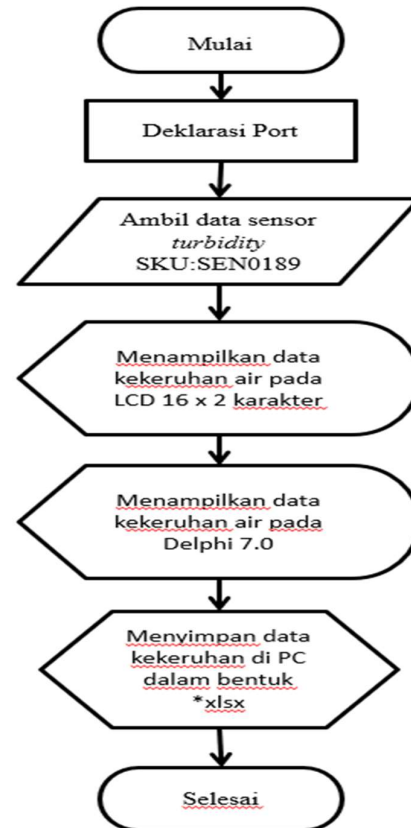 Mulai
Deklarasi Port
Ambil data sensor
turbidity
SKU:SEN0189
Menampilkan data
kekeruhan air pada
LCD 16 x 2 karakter
Menampilkan data
kekeruhan air pada
Delphi 7.0
Menyimpan data
kekeruhan di PC
dalam bentuk
*xlsx
Selesai